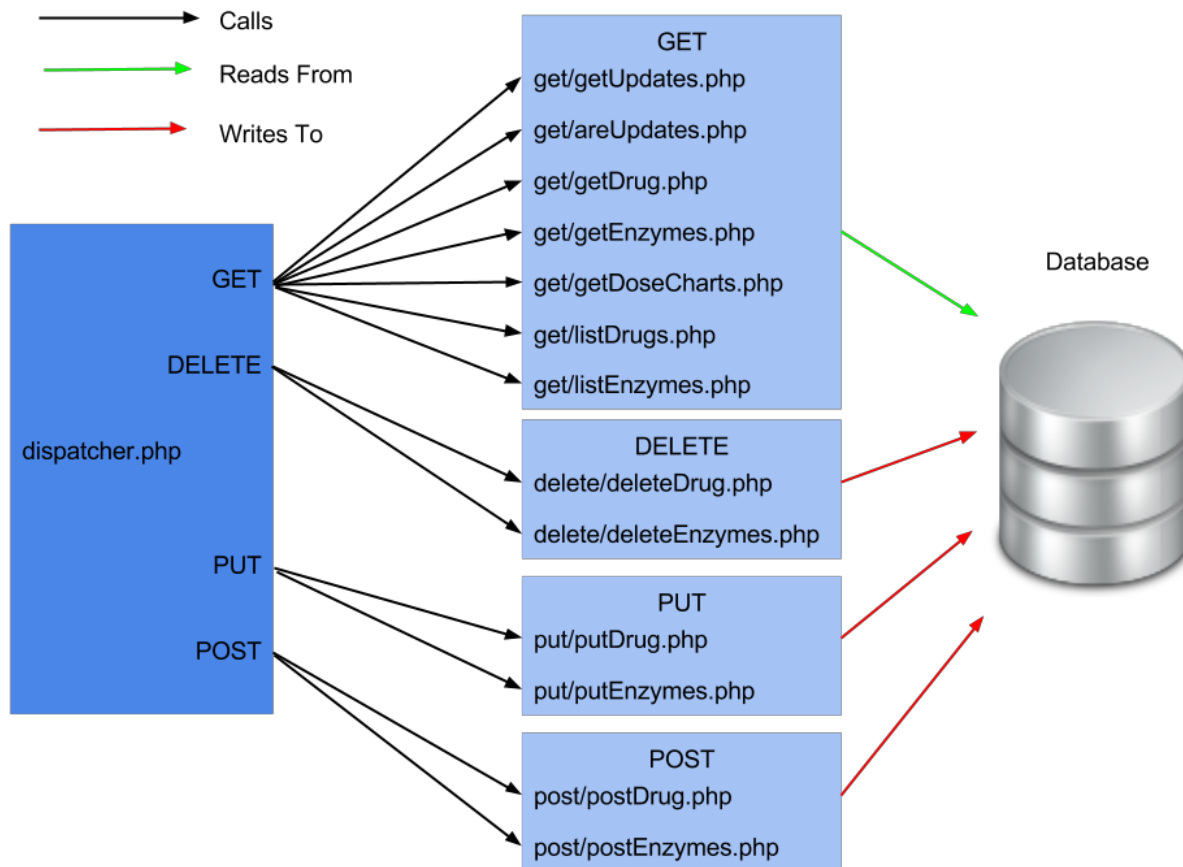 Calls
Reads From
Writes To
dispatcher.php
GET
DELETE
PUT
POST
GET
get/getUpdates.php
get/areUpdates.php
get/getDrug.php
get/getEnzymes.php
get/getDoseCharts.php
get/listDrugs.php
get/listEnzymes.php
DELETE
delete/deleteDrug.php
delete/deleteEnzymes.php
PUT
put/putDrug.php
put/putEnzymes.php
POST
post/postDrug.php
post/postEnzymes.php
Database